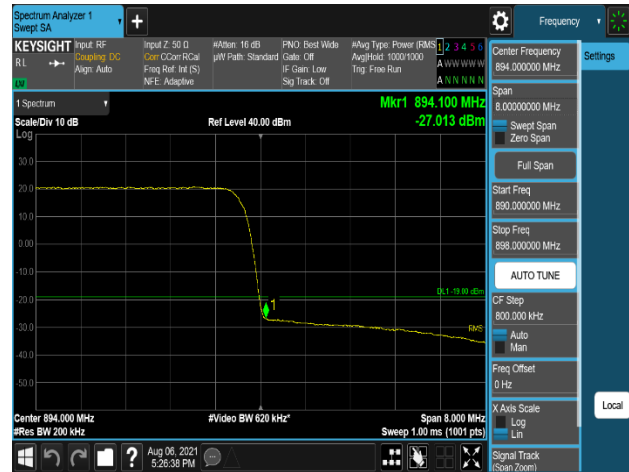 Spectrum Analyzer 1
Swept SA
Frequency
KEYSIGHT
Input: RF
Coupling: DC
Align: Auto
Input Z: 50 Ω
Corr CCorr RCal
Freq Ref: Int (S)
NFE: Adaptive
#Atten: 16 dB
µW Path: Standard
PNO: Best Wide
Gate: Off
IF Gain: Low
Sig Track: Off
#Avg Type: Power (RMS
Avg|Hold: 1000/1000
Trig: Free Run
1 2 3 4 5 6
A W W W W W
A N N N N N
RL
Center Frequency
894.000000 MHz
Settings
1 Spectrum
Mkr1 894.100 MHz
-27.013 dBm
Scale/Div 10 dB
Ref Level 40.00 dBm
Log
Span
8.00000000 MHz
Swept Span
Zero Span
Full Span
Start Freq
890.000000 MHz
Stop Freq
898.000000 MHz
AUTO TUNE
CF Step
800.000 kHz
Auto
Man
Freq Offset
0 Hz
X Axis Scale
Log
Lin
Local
Signal Track
(Span Zoom)
30.0
20.0
10.0
0.00
-10.0
-20.0
-30.0
-40.0
-50.0
DL1 -19.00 dBm
1
RMS
Center 894.000 MHz
#Video BW 620 kHz*
Span 8.000 MHz
#Res BW 200 kHz
Sweep 1.00 ms (1001 pts)
?
Aug 06, 2021
5:26:38 PM